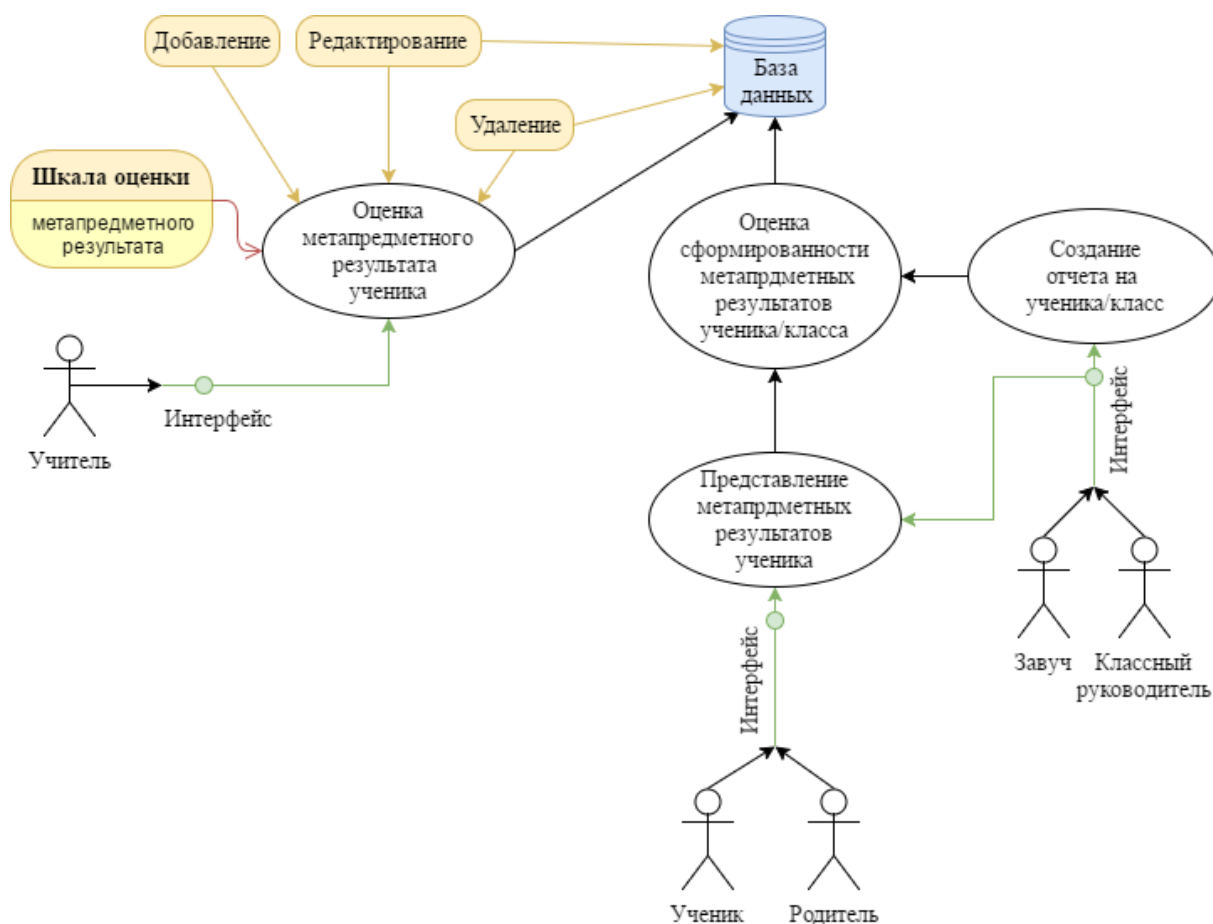 Добавление
Редактирование
База
данных
Удаление
Шкала оценки
метапредметного
результата
Оценка
метапредметного
результата
ученика
Оценка
сформированности
метапрдметных
результатов
ученика/класса
Создание
отчета на
ученика/класс
Интерфейс
Учитель
Интерфейс
Представление
метапрдметных
результатов
ученика
Завуч
Классный
руководитель
Интерфейс
Ученик
Родитель